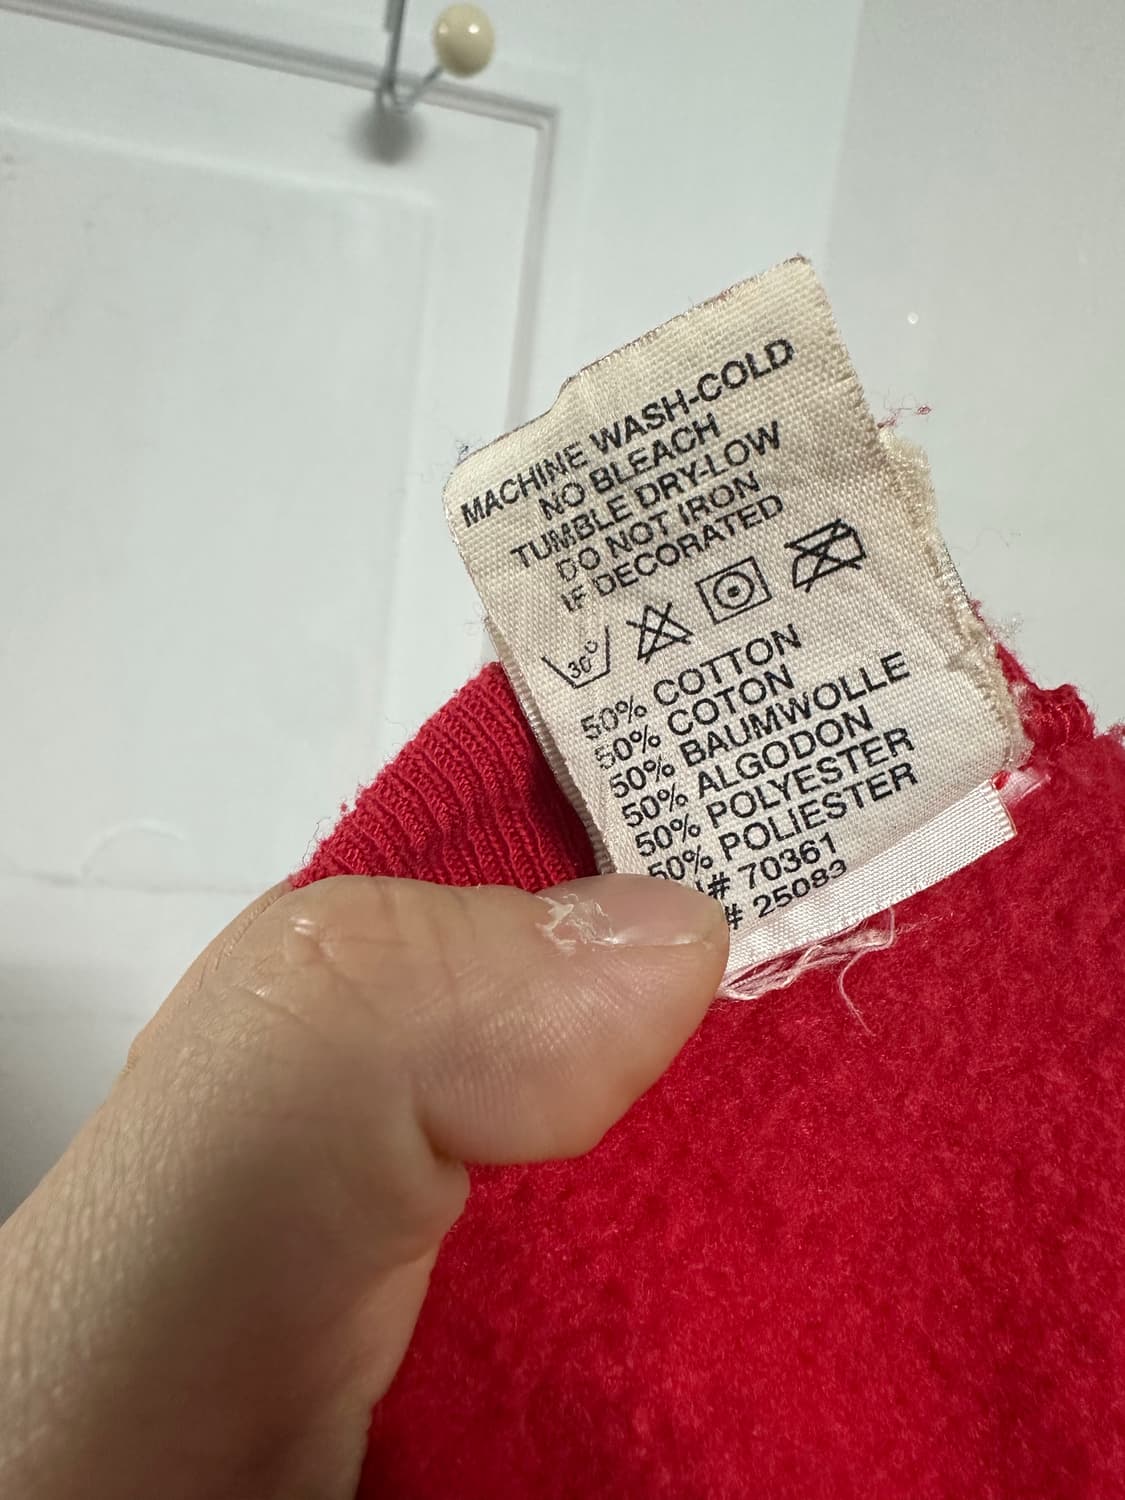 MACHINE WASH-COLD
NO BLEACH
TUMBLE DRY-LOW
DO NOT IRON
IF DECORATED
30°
50% COTTON
50% COTON
50% BAUMWOLLE
50% ALGODON
50% POLYESTER
50% POLIESTER
# 70361
# 25083